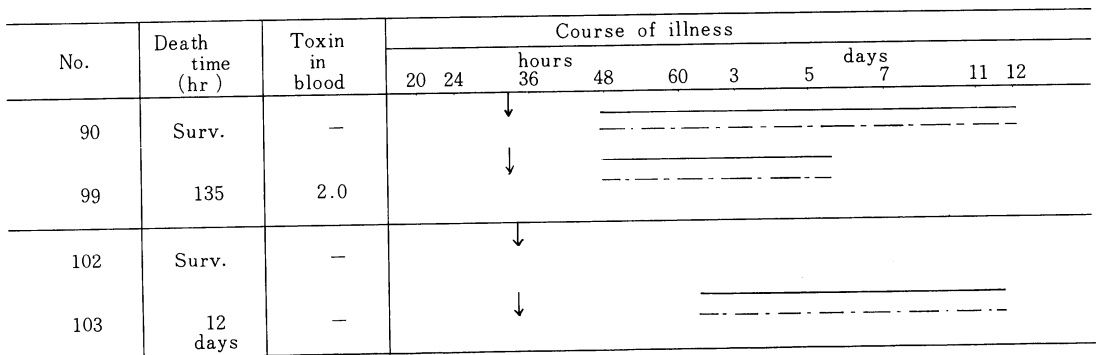 No. Death time (hr) Toxin in blood Course of illness
hours days
20 24 36 48 60 3 5 7 11 12
90 Surv. —
99 135 2.0
102 Surv. —
103 12 days —